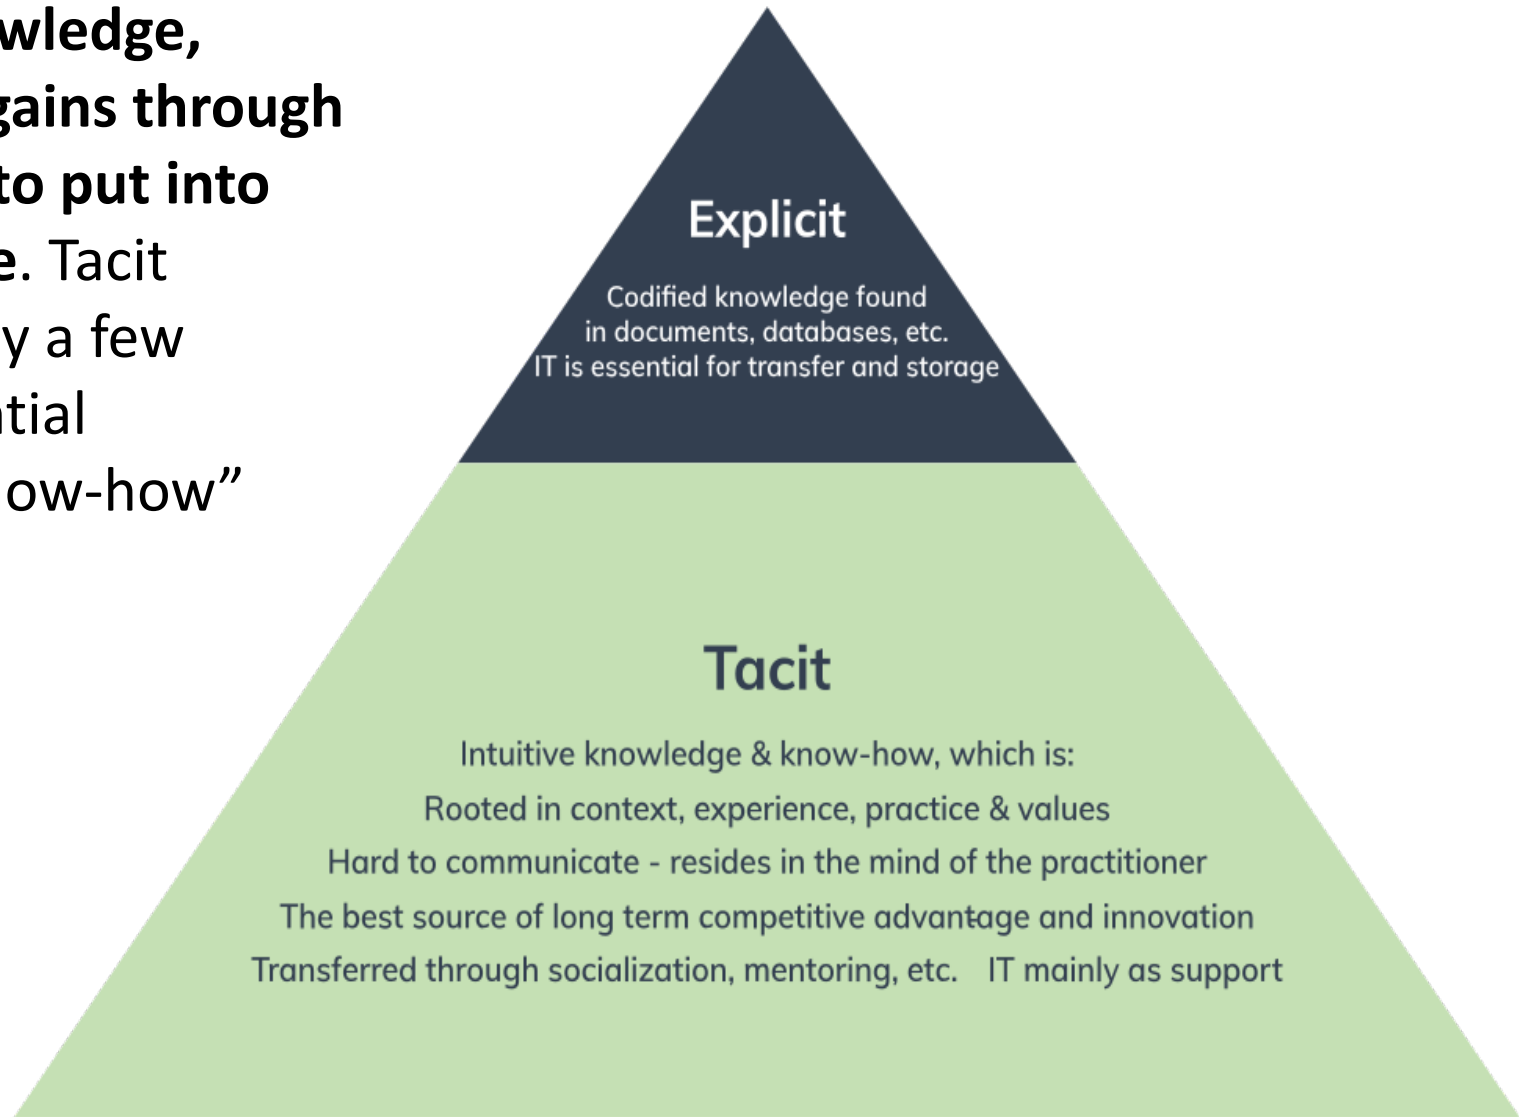 wledge,
gains through
to put into
e. Tacit
y a few
tial
ow-how”
Explicit
Codified knowledge found
in documents, databases, etc.
IT is essential for transfer and storage
Tacit
Intuitive knowledge & know-how, which is:
Rooted in context, experience, practice & values
Hard to communicate - resides in the mind of the practitioner
The best source of long term competitive advantage and innovation
Transferred through socialization, mentoring, etc. IT mainly as support